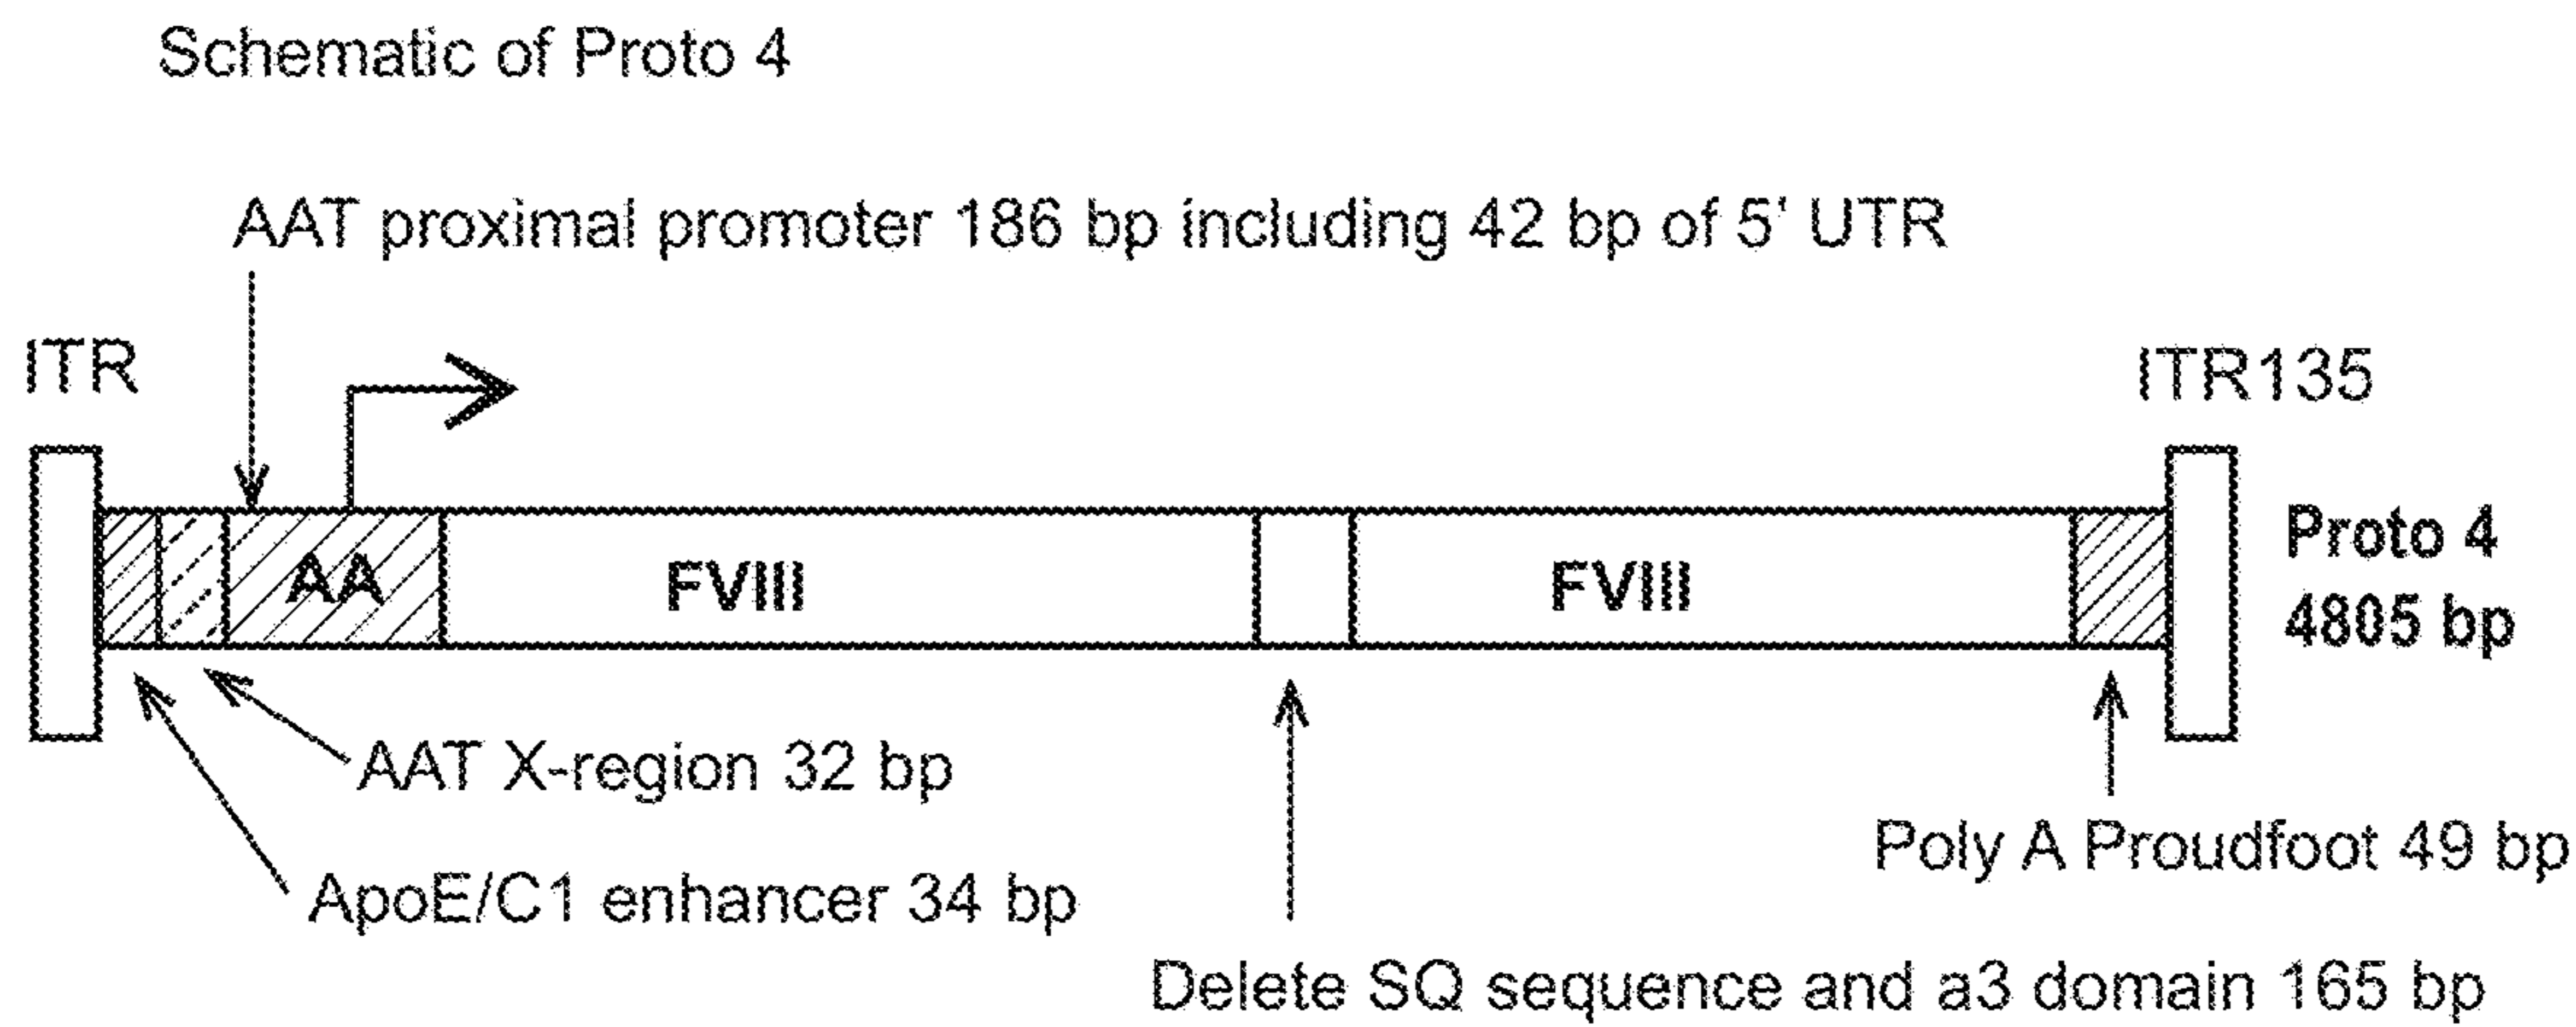 Schematic of Proto 4
AAT proximal promoter 186 bp including 42 bp of 5' UTR
ITR
ITR135
AA
FVIII
FVIII
Proto 4
4805 bp
AAT X-region 32 bp
Poly A Proudfoot 49 bp
ApoE/C1 enhancer 34 bp
Delete SQ sequence and a3 domain 165 bp